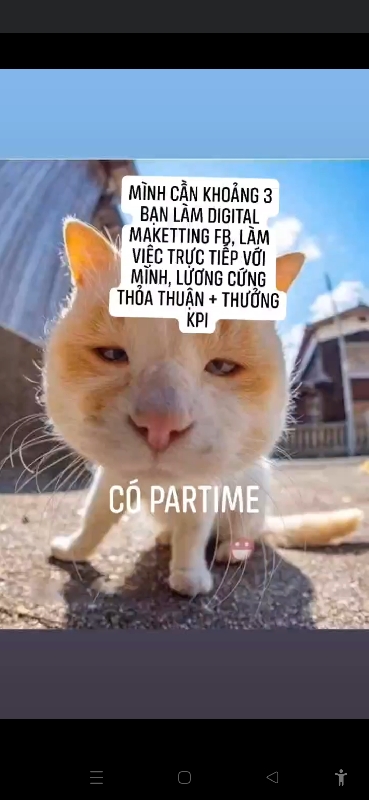 MÌNH CẦN KHOẢNG 3
BẠN LÀM DIGITAL
MAKETTING FB, LÀM
VIỆC TRỰC TIẾP VỚI
MÌNH, LƯƠNG CỨNG
THỎA THUẬN + THƯỞNG
KPI
CÓ PARTIME